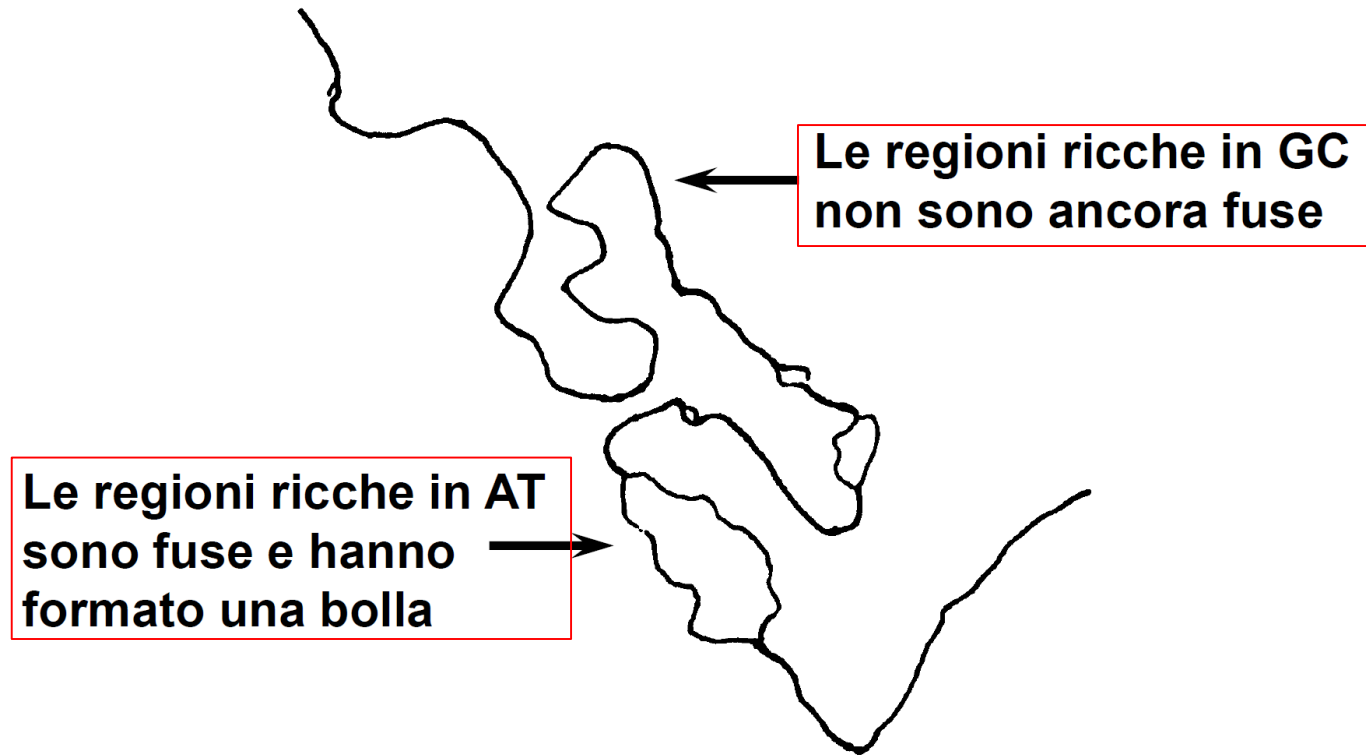 Le regioni ricche in GC
non sono ancora fuse
Le regioni ricche in AT
sono fuse e hanno
formato una bolla